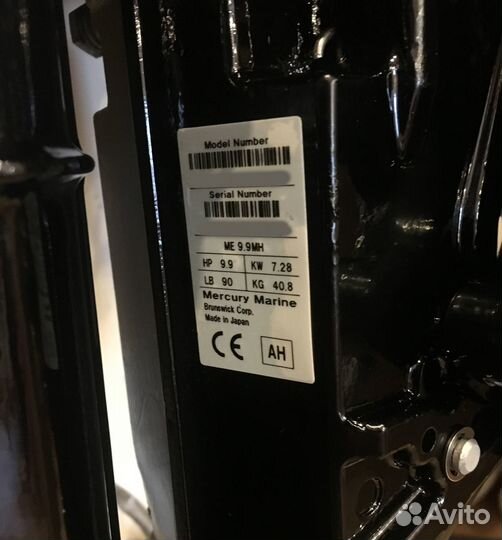 Model Number
Serial Number
ME 9.9MH
HP 9.9 KW 7.28
LB 90 KG 40.8
Mercury Marine
Brunswick Corp.
Made in Japan
CE AH
Avito